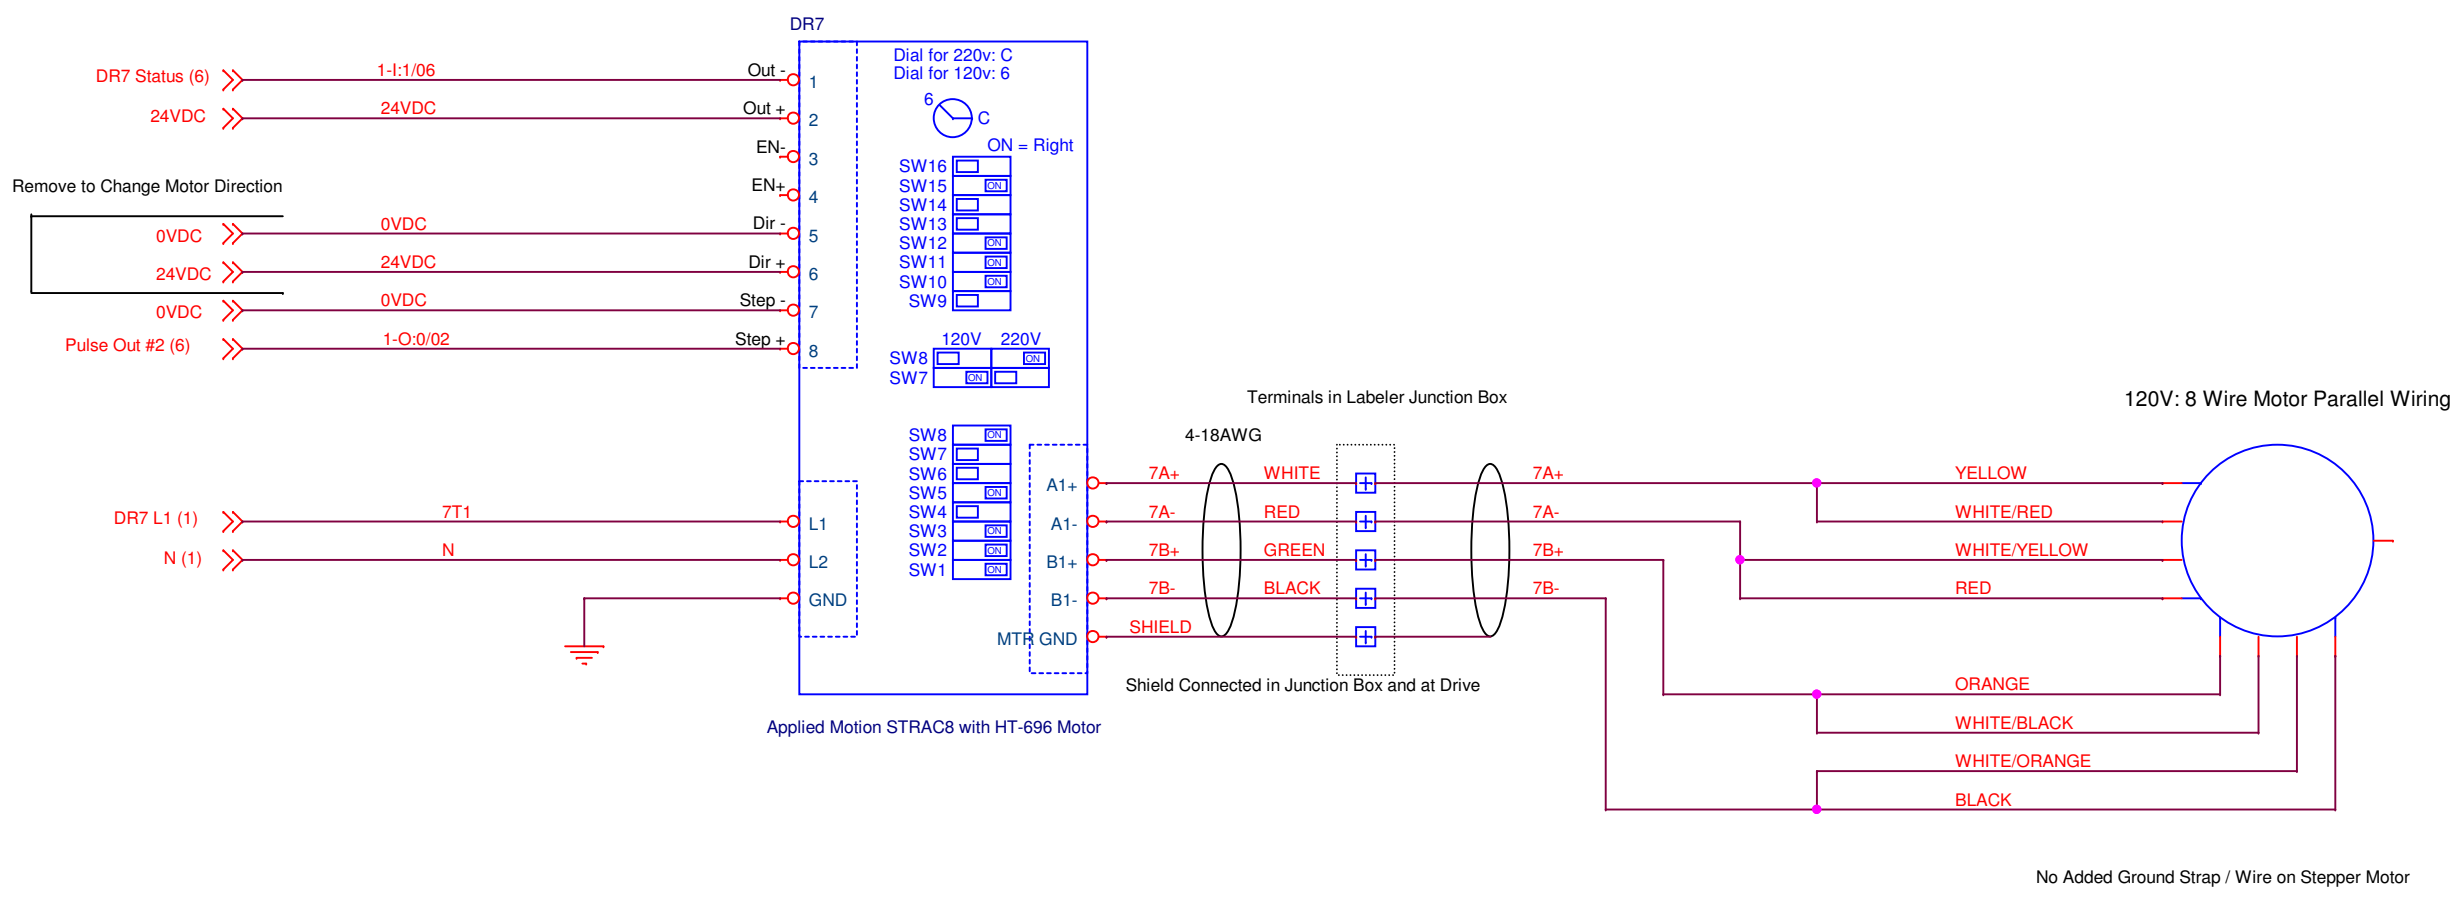 DR7
Dial for 220v: C
Dial for 120v: 6
6
C
ON = Right
DR7 Status (6)
1-I:1/06
Out -
1
24VDC
24VDC
Out +
2
EN-
3
EN+
4
Remove to Change Motor Direction
0VDC
0VDC
Dir -
5
24VDC
24VDC
Dir +
6
0VDC
0VDC
Step -
7
Pulse Out #2 (6)
1-O:0/02
Step +
8
SW16
SW15 ON
SW14
SW13
SW12 ON
SW11 ON
SW10 ON
SW9
120V 220V
SW8 ON
SW7 ON
SW8 ON
SW7
SW6
SW5 ON
SW4
SW3 ON
SW2 ON
SW1 ON
DR7 L1 (1)
7T1
L1
N (1)
N
L2
GND
A1+
A1-
B1+
B1-
MTR GND
Applied Motion STRAC8 with HT-696 Motor
Terminals in Labeler Junction Box
4-18AWG
7A+ WHITE 7A+
7A- RED 7A-
7B+ GREEN 7B+
7B- BLACK 7B-
SHIELD
Shield Connected in Junction Box and at Drive
120V: 8 Wire Motor Parallel Wiring
YELLOW
WHITE/RED
WHITE/YELLOW
RED
ORANGE
WHITE/BLACK
WHITE/ORANGE
BLACK
No Added Ground Strap / Wire on Stepper Motor